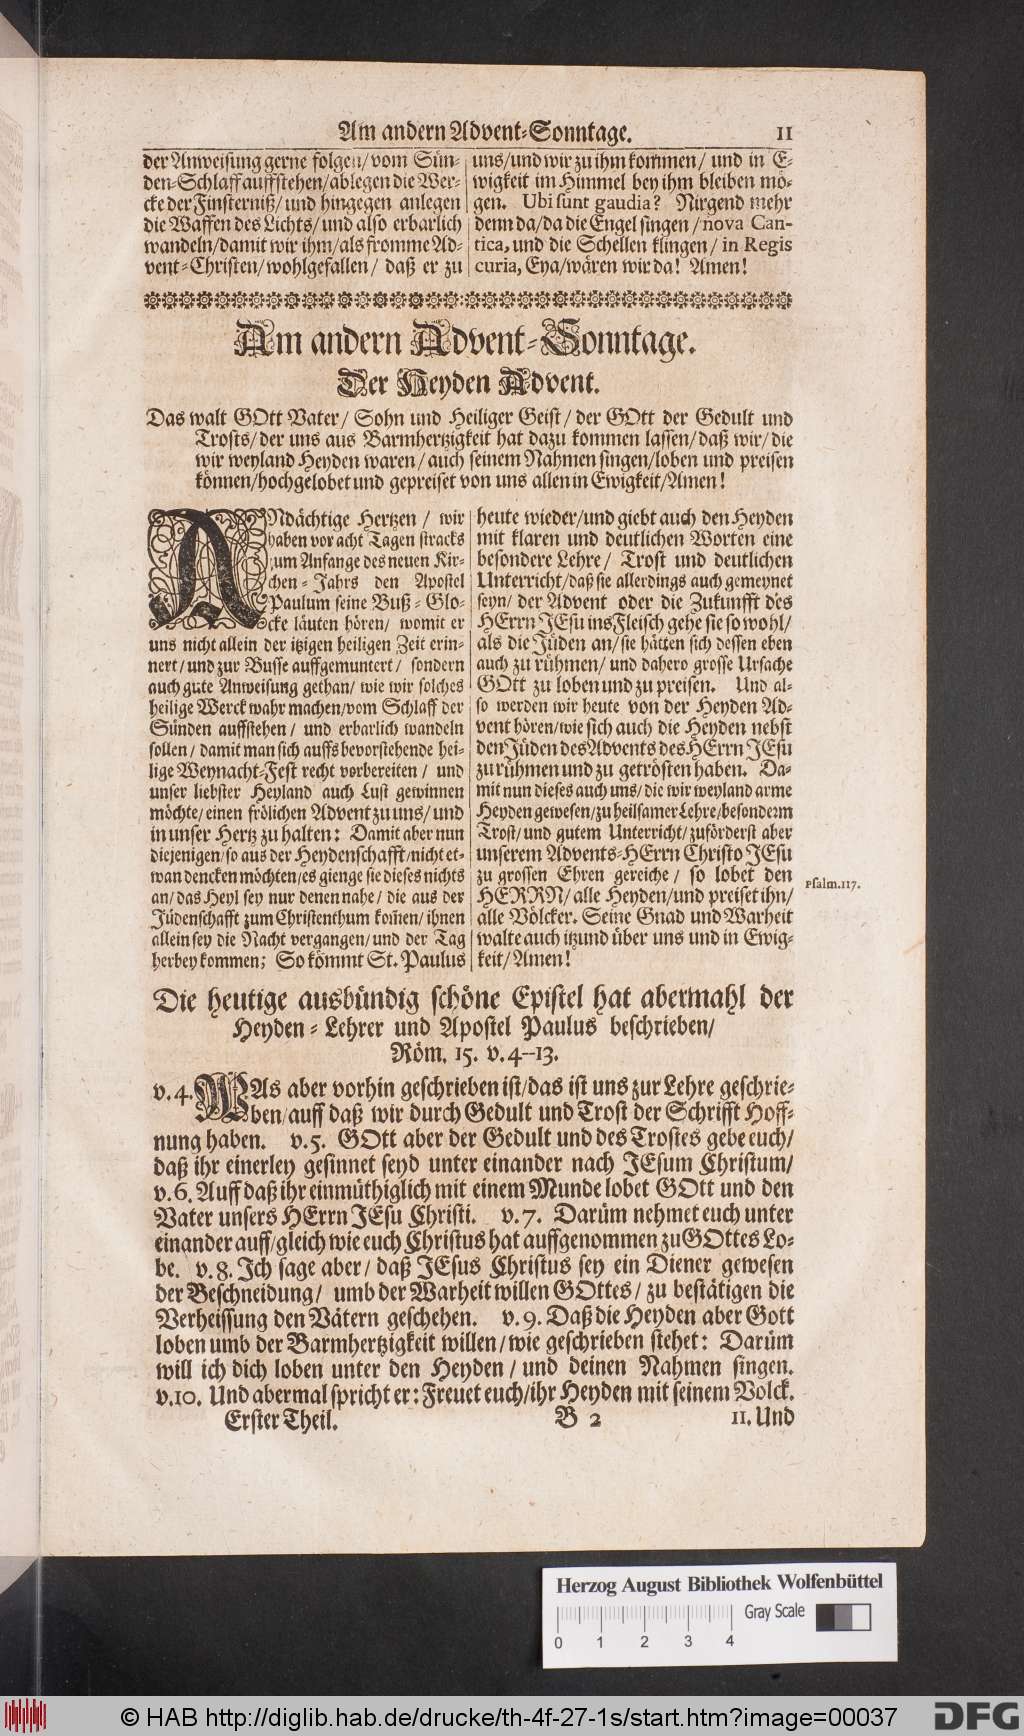 Am andern Advent-Sonntage.
11
der Anweisung gerne folgen/ vom Sün-
den-Schlaff auffstehen/ ablegen die Wer-
cke der Finsterniß/ und hingegen anlegen
die Waffen des Lichts/ und also erbarlich
wandeln/ damit wir ihm/ als fromme Ad-
vent-Christen/ wohlgefallen/ daß er zu
uns/ und wir zu ihm kommen/ und in E-
wigkeit im Himmel bey ihm bleiben mö-
gen. Ubi sunt gaudia? Nirgend mehr
denn da/ da die Engel singen/ nova Can-
tica, und die Schellen klingen/ in Regis
curia, Eya/ wären wir da! Amen!
Am andern Advent-Sonntage.
Der Heyden Advent.
Das walt GOtt Vater/ Sohn und Heiliger Geist/ der GOtt der Gedult und
Trosts/ der uns aus Barmhertzigkeit hat dazu kommen lassen/ daß wir/ die
wir weyland Heyden waren/ auch seinem Nahmen singen/ loben und preisen
können/ hochgelobet und gepreiset von uns allen in Ewigkeit/ Amen!
ANdächtige Hertzen/ wir
haben vor acht Tagen stracks
zum Anfange des neuen Kir-
chen-Jahrs den Apostel
Paulum seine Buß-Glo-
cke läuten hören/ womit er
uns nicht allein der itzigen heiligen Zeit erin-
nert/ und zur Busse auffgemuntert/ sondern
auch gute Anweisung gethan/ wie wir solches
heilige Werck wahr machen/ vom Schlaff der
Sünden auffstehen/ und erbarlich wandeln
sollen/ damit man sich auffs bevorstehende hei-
lige Weynacht-Fest recht vorbereiten/ und
unser liebster Heyland auch Lust gewinnen
möchte/ einen frölichen Advent zu uns/ und
in unser Hertz zu halten: Damit aber nun
diejenigen/ so aus der Heydenschafft/ nicht et-
wan dencken möchten/ es gienge sie dieses nichts
an/ das Heyl sey nur denen nahe/ die aus der
Jüdenschafft zum Christenthum kom̃en/ ihnen
allein sey die Nacht vergangen/ und der Tag
herbey kommen; So kömmt St. Paulus
heute wieder/ und giebt auch den Heyden
mit klaren und deutlichen Worten eine
besondere Lehre/ Trost und deutlichen
Unterricht/ daß sie allerdings auch gemeynet
seyn/ der Advent oder die Zukunfft des
HErrn JEsu ins Fleisch gehe sie so wohl/
als die Jüden an/ sie hätten sich dessen eben
auch zu rühmen/ und dahero grosse Ursache
GOtt zu loben und zu preisen. Und al-
so werden wir heute von der Heyden Ad-
vent hören/ wie sich auch die Heyden nebst
den Jüden des Advents des HErrn JEsu
zu rühmen und zu getrösten haben. Da-
mit nun dieses auch uns/ die wir weyland arme
Heyden gewesen/ zu heilsamer Lehre/ besonderm
Trost/ und gutem Unterricht/ zuförderst aber
unserem Advents-HErrn Christo JEsu
zu grossen Ehren gereiche/ so lobet den
HERRN/ alle Heyden/ und preiset ihn/
alle Völcker. Seine Gnad und Warheit
walte auch itzund über uns und in Ewig-
keit/ Amen!
Psalm. 117.
Die heutige ausbündig schöne Epistel hat abermahl der
Heyden-Lehrer und Apostel Paulus beschrieben/
Röm. 15. v. 4--13.
v. 4. WAs aber vorhin geschrieben ist/ das ist uns zur Lehre geschrie-
ben/ auff daß wir durch Gedult und Trost der Schrifft Hoff-
nung haben. v. 5. GOtt aber der Gedult und des Trostes gebe euch/
daß ihr einerley gesinnet seyd unter einander nach JEsum Christum/
v. 6. Auff daß ihr einmüthiglich mit einem Munde lobet GOtt und den
Vater unsers HErrn JEsu Christi. v. 7. Darüm nehmet euch unter
einander auff/ gleich wie euch Christus hat auffgenommen zu GOttes Lo-
be. v. 8. Ich sage aber/ daß JEsus Christus sey ein Diener gewesen
der Beschneidung/ umb der Warheit willen GOttes/ zu bestätigen die
Verheissung den Vätern geschehen. v. 9. Daß die Heyden aber Gott
loben umb der Barmhertzigkeit willen/ wie geschrieben stehet: Darüm
will ich dich loben unter den Heyden/ und deinen Nahmen singen.
v. 10. Und abermal spricht er: Freuet euch/ ihr Heyden mit seinem Volck.
Erster Theil.
B 2
11. Und
Herzog August Bibliothek Wolfenbüttel
Gray Scale
0 1 2 3 4
© HAB http://diglib.hab.de/drucke/th-4f-27-1s/start.htm?image=00037
DFG